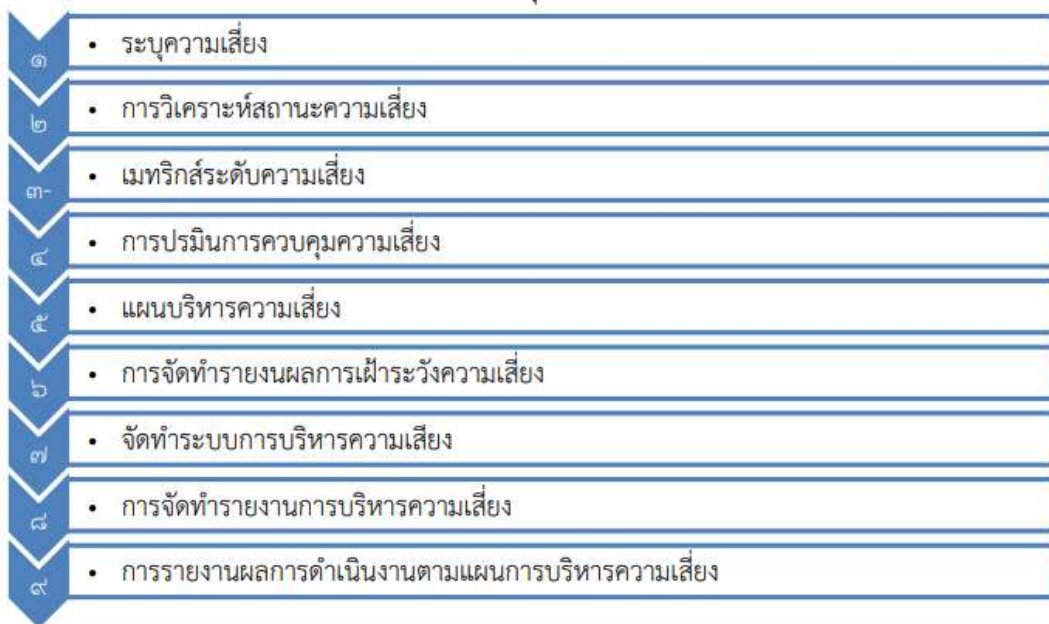 ๑ • ระบุความเสี่ยง
๒ • การวิเคราะห์สถานะความเสี่ยง
๓- • เมทริกส์ระดับความเสี่ยง
๔ • การปรมินการควบคุมความเสี่ยง
๕ • แผนบริหารความเสี่ยง
๖ • การจัดทำรายงนผลการเฝ้าระวังความเสี่ยง
๗ • จัดทำระบบการบริหารความเสียง
๘ • การจัดทำรายงานการบริหารความเสี่ยง
๙ • การรายงานผลการดำเนินงานตามแผนการบริหารความเสี่ยง